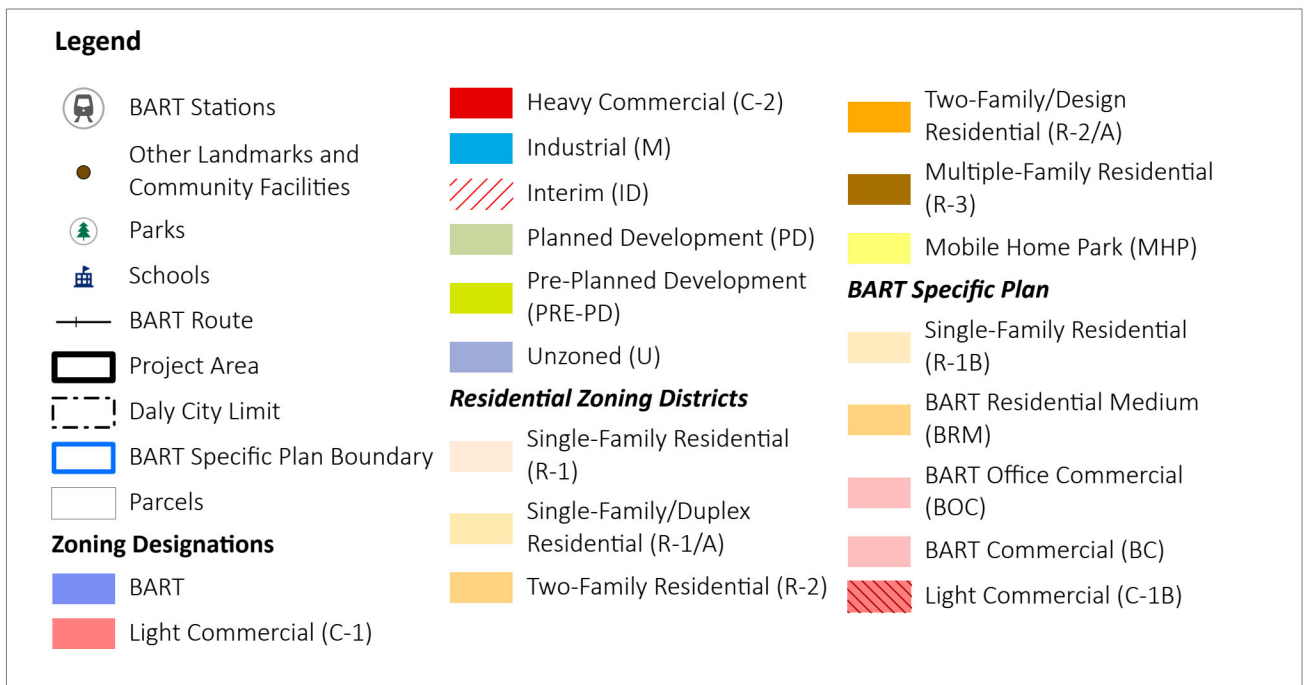 Legend
BART Stations
Other Landmarks and
Community Facilities
Parks
Schools
BART Route
Project Area
Daly City Limit
BART Specific Plan Boundary
Parcels
Zoning Designations
BART
Light Commercial (C-1)
Heavy Commercial (C-2)
Industrial (M)
Interim (ID)
Planned Development (PD)
Pre-Planned Development
(PRE-PD)
Unzoned (U)
Residential Zoning Districts
Single-Family Residential
(R-1)
Single-Family/Duplex
Residential (R-1/A)
Two-Family Residential (R-2)
Two-Family/Design
Residential (R-2/A)
Multiple-Family Residential
(R-3)
Mobile Home Park (MHP)
BART Specific Plan
Single-Family Residential
(R-1B)
BART Residential Medium
(BRM)
BART Office Commercial
(BOC)
BART Commercial (BC)
Light Commercial (C-1B)